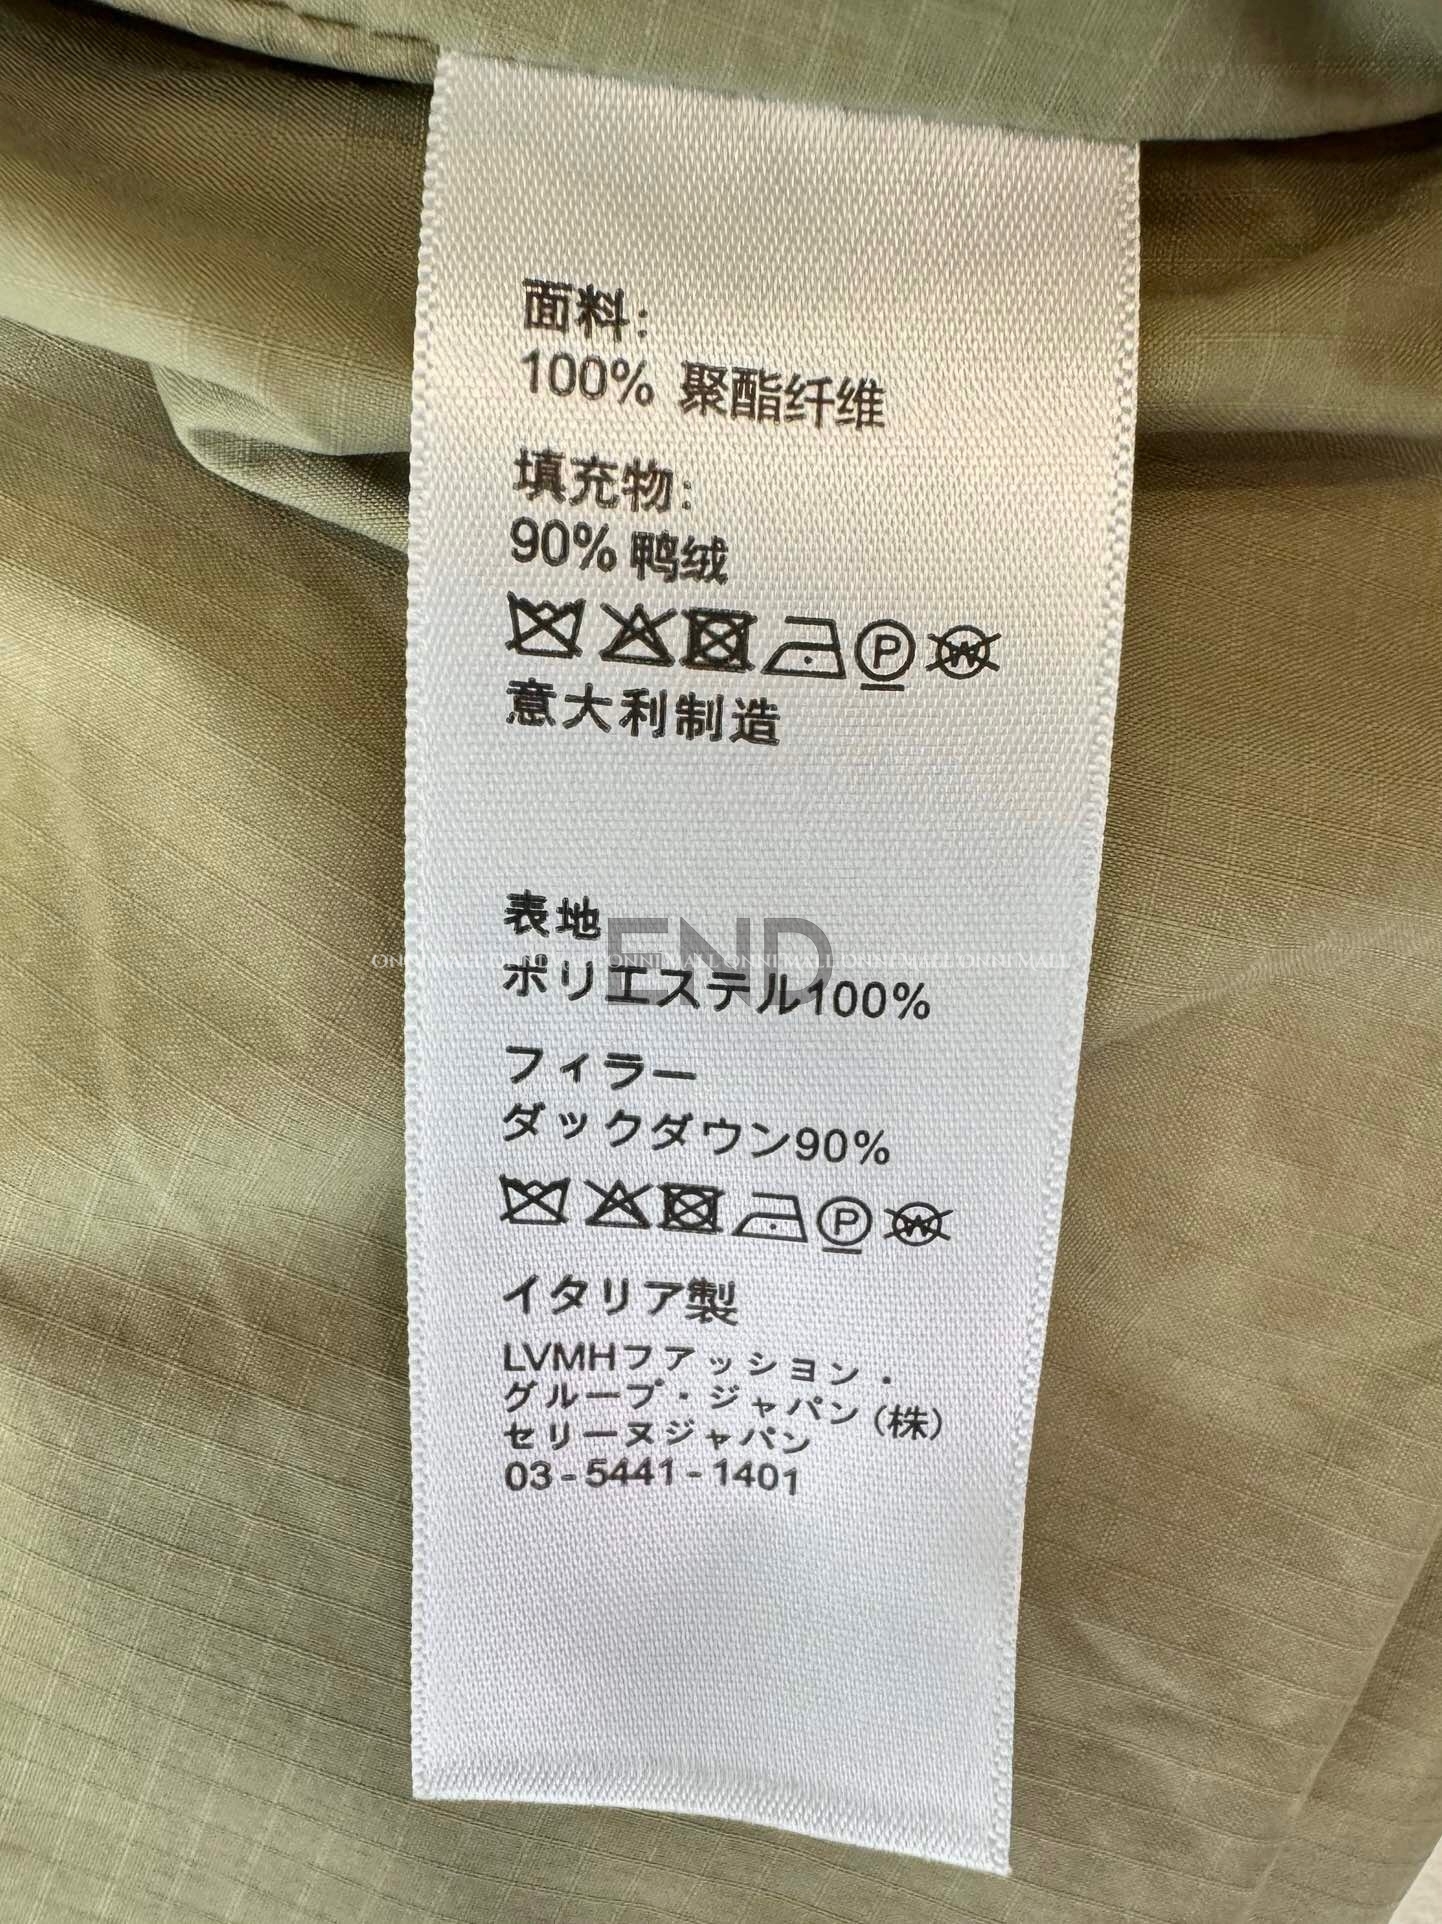 面料:
100% 聚酯纤维
填充物:
90% 鸭绒
P W
意大利制造
表地
END
ONNEMALL ONNEMALL ONNEMALL
ポリエステル100%
フィラー
ダックダウン90%
P W
イタリア製
LVMHファッション・
グループ・ジャパン(株)
セリーヌジャパン
03-5441-1401